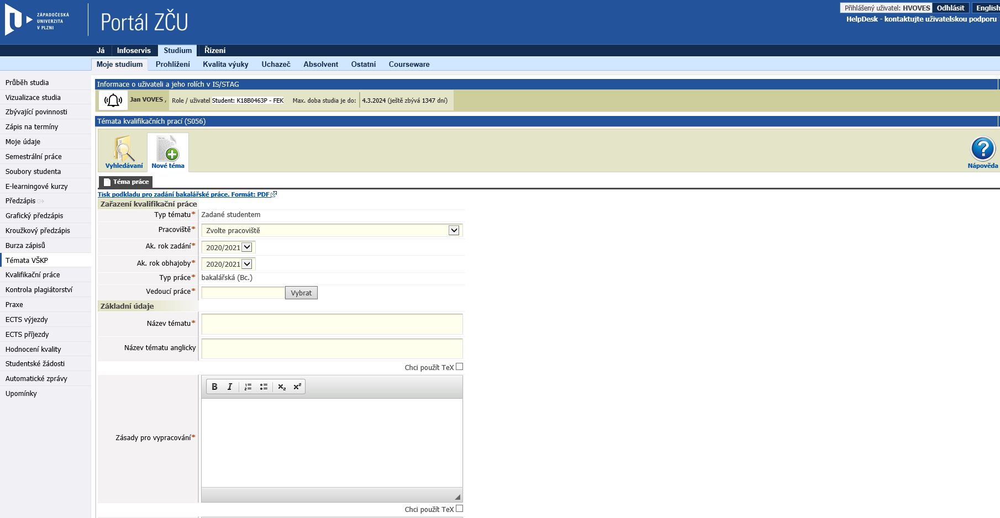 ZÁPADOČESKÁ
UNIVERZITA
V PLZNI
Portál ZČU
Přihlášený uživatel: HVOVES Odhlásit English
HelpDesk - kontaktujte uživatelskou podporu
Já Infoservis Studium Řízení
Moje studium Prohlížení Kvalita výuky Uchazeč Absolvent Ostatní Courseware
Průběh studia
Vizualizace studia
Zbývající povinnosti
Zápis na termíny
Moje údaje
Semestrální práce
Soubory studenta
E-learningové kurzy
Předzápis
Grafický předzápis
Kroužkový předzápis
Burza zápisů
Témata VŠKP
Kvalifikační práce
Kontrola plagiátorství
Praxe
ECTS výjezdy
ECTS příjezdy
Hodnocení kvality
Studentské žádosti
Automatické zprávy
Upomínky
Informace o uživateli a jeho rolích v IS/STAG
Jan VOVES , Role / uživatel Student: K18B0463P - FEK Max. doba studia je do: 4.3.2024 (ještě zbývá 1347 dní)
Témata kvalifikačních prací (S056)
Vyhledávaní Nové téma Nápověda
Téma práce
Tisk podkladu pro zadání bakalářské práce. Formát: PDF
Zařazení kvalifikační práce
Typ tématu* Zadané studentem
Pracoviště* Zvolte pracoviště
Ak. rok zadání* 2020/2021
Ak. rok obhajoby* 2020/2021
Typ práce* bakalářská (Bc.)
Vedoucí práce* Vybrat
Základní údaje
Název tématu*
Název tématu anglicky
Chci použít TeX
B I x₂ x²
Zásady pro vypracování*
Chci použít TeX